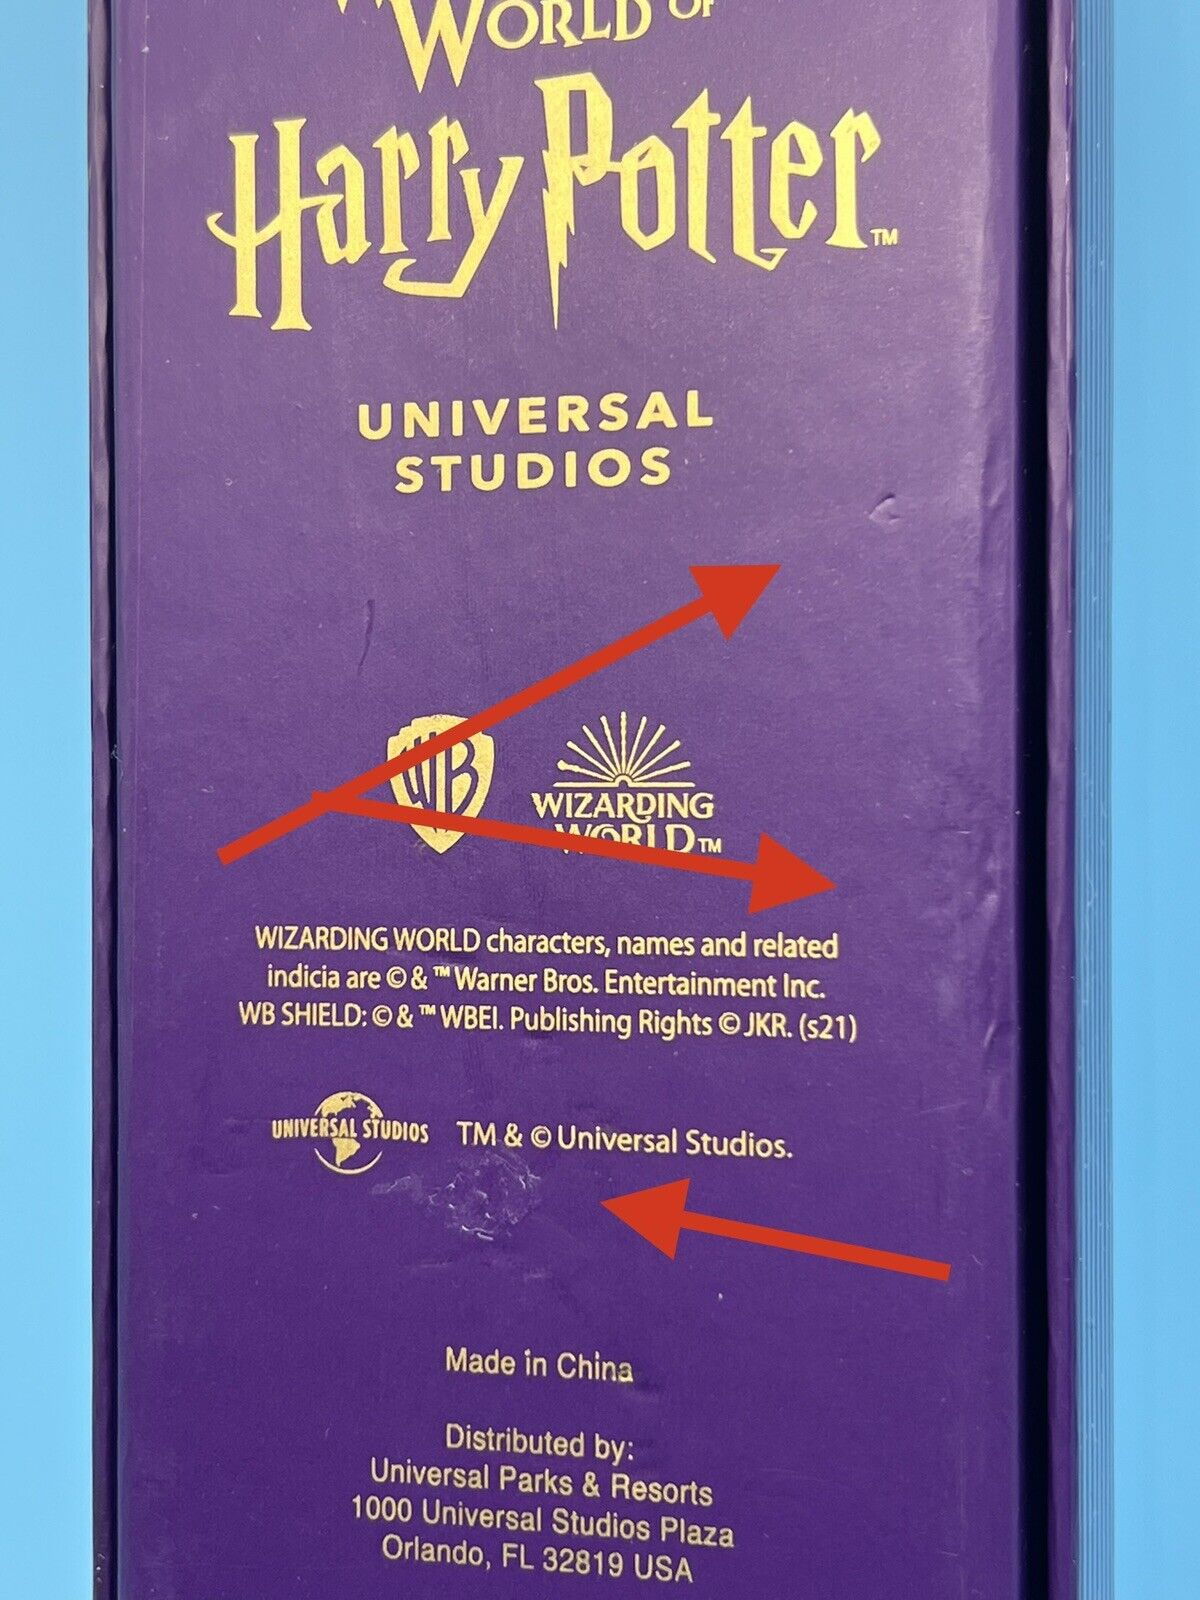 WORLD OF
Harry Potter™
UNIVERSAL
STUDIOS
WB
WIZARDING
WORLD™
WIZARDING WORLD characters, names and related
indicia are © & ™ Warner Bros. Entertainment Inc.
WB SHIELD: © & ™ WBEI. Publishing Rights © JKR. (s21)
UNIVERSAL STUDIOS TM & © Universal Studios.
Made in China
Distributed by:
Universal Parks & Resorts
1000 Universal Studios Plaza
Orlando, FL 32819 USA